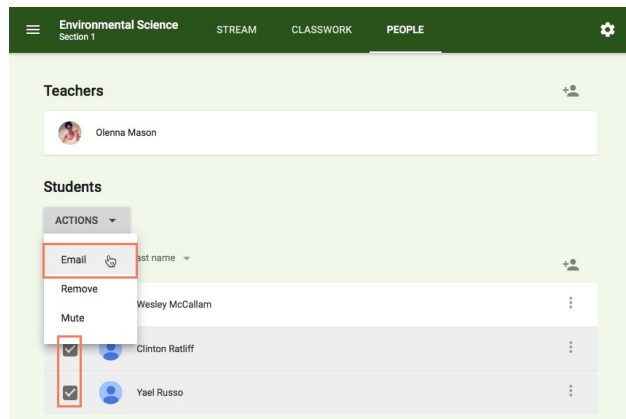 Environmental Science
Section 1
STREAM
CLASSWORK
PEOPLE
Teachers
Olenna Mason
Students
ACTIONS
Email
ast name
Remove
Wesley McCallam
Mute
Clinton Ratliff
Yael Russo